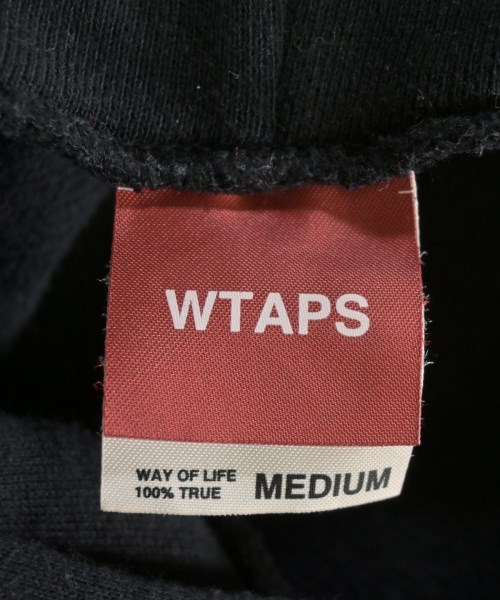 WTAPS
WAY OF LIFE
100% TRUE
MEDIUM